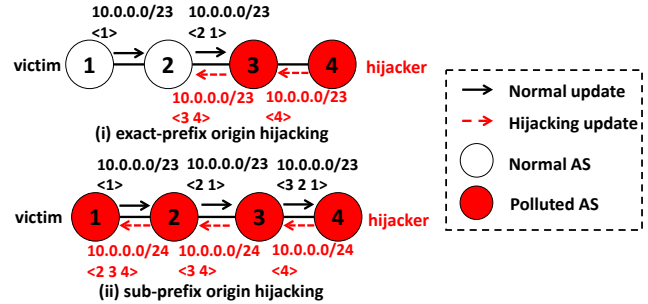 10.0.0.0/23 10.0.0.0/23
<1> <2 1>
victim 1 2 3 4 hijacker
10.0.0.0/23 10.0.0.0/23
<3 4> <4>
(i) exact-prefix origin hijacking
10.0.0.0/23 10.0.0.0/23 10.0.0.0/23
<1> <2 1> <3 2 1>
victim 1 2 3 4 hijacker
10.0.0.0/24 10.0.0.0/24 10.0.0.0/24
<2 3 4> <3 4> <4>
(ii) sub-prefix origin hijacking
Normal update
Hijacking update
Normal AS
Polluted AS